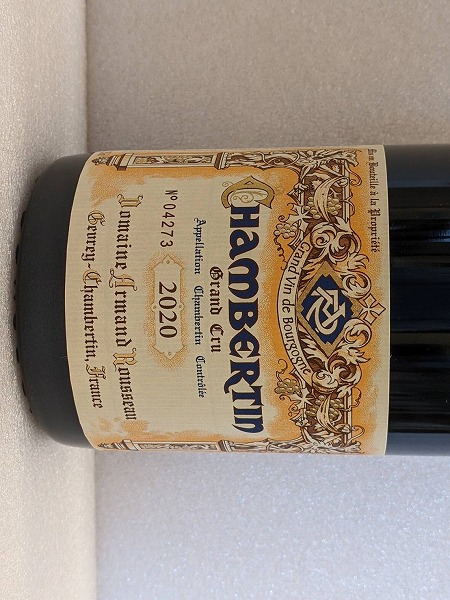 Mis en Bouteille à la Propriété
Grand Vin de Bourgogne
CHAMBERTIN
Grand Cru
Appellation Chambertin Contrôlée
Nº 04273
2020
Domaine Armand Rousseau
Gevrey-Chambertin, France